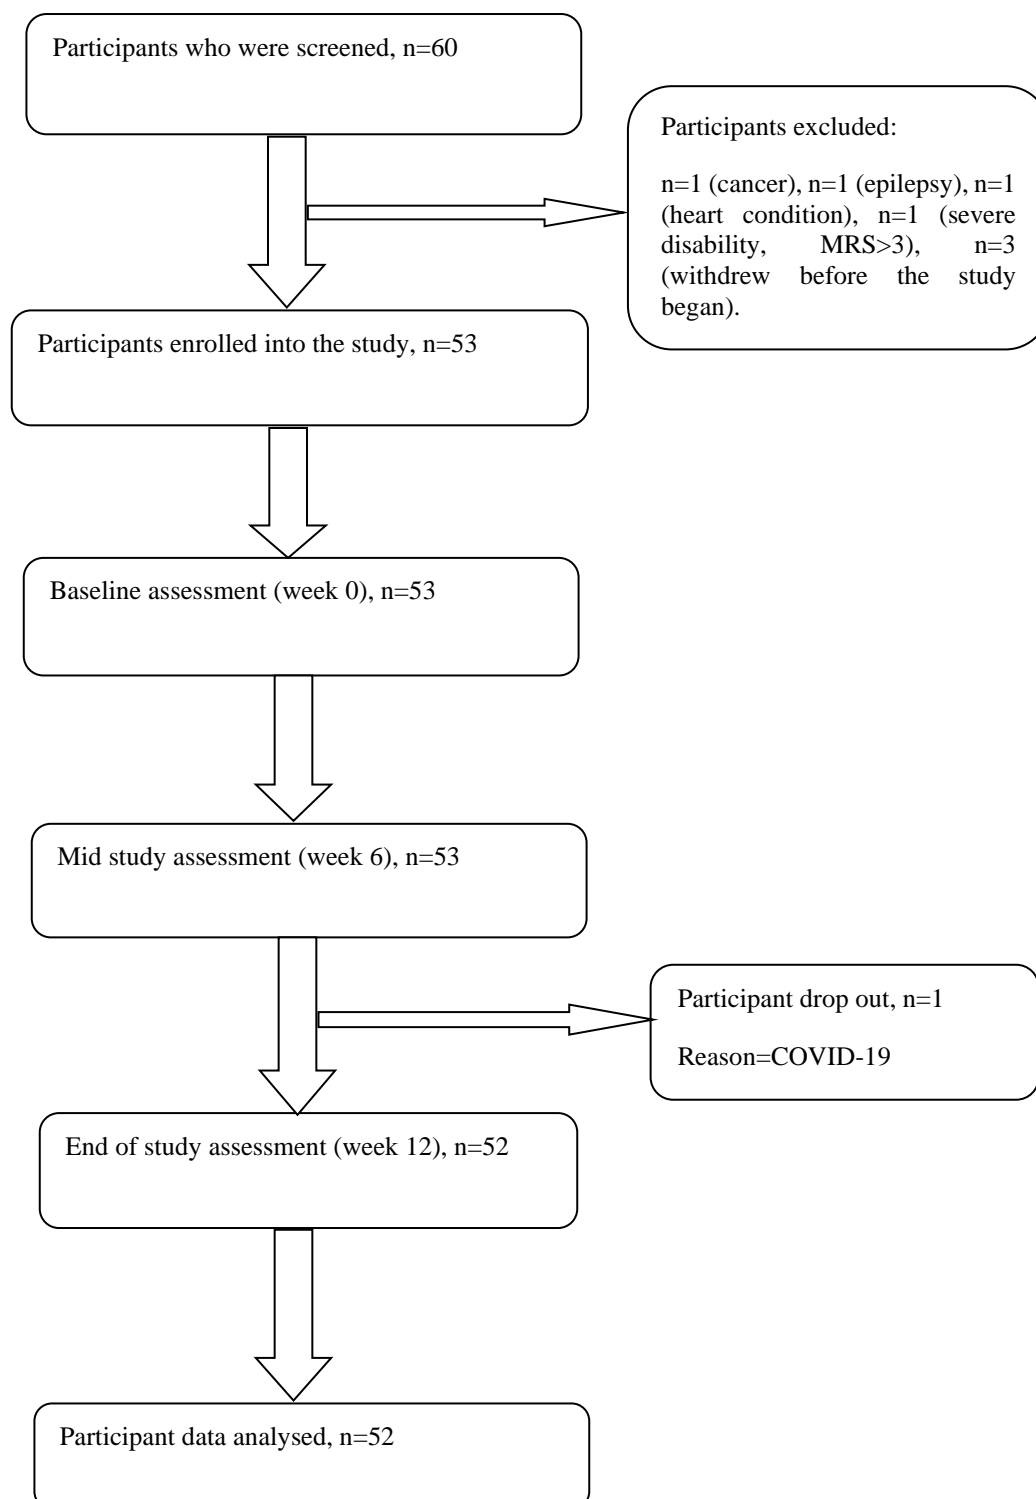 Participants who were screened, n=60
Participants excluded:
n=1 (cancer), n=1 (epilepsy), n=1
(heart condition), n=1 (severe
disability, MRS>3), n=3
(withdrew before the study
began).
Participants enrolled into the study, n=53
Baseline assessment (week 0), n=53
Mid study assessment (week 6), n=53
Participant drop out, n=1
Reason=COVID-19
End of study assessment (week 12), n=52
Participant data analysed, n=52